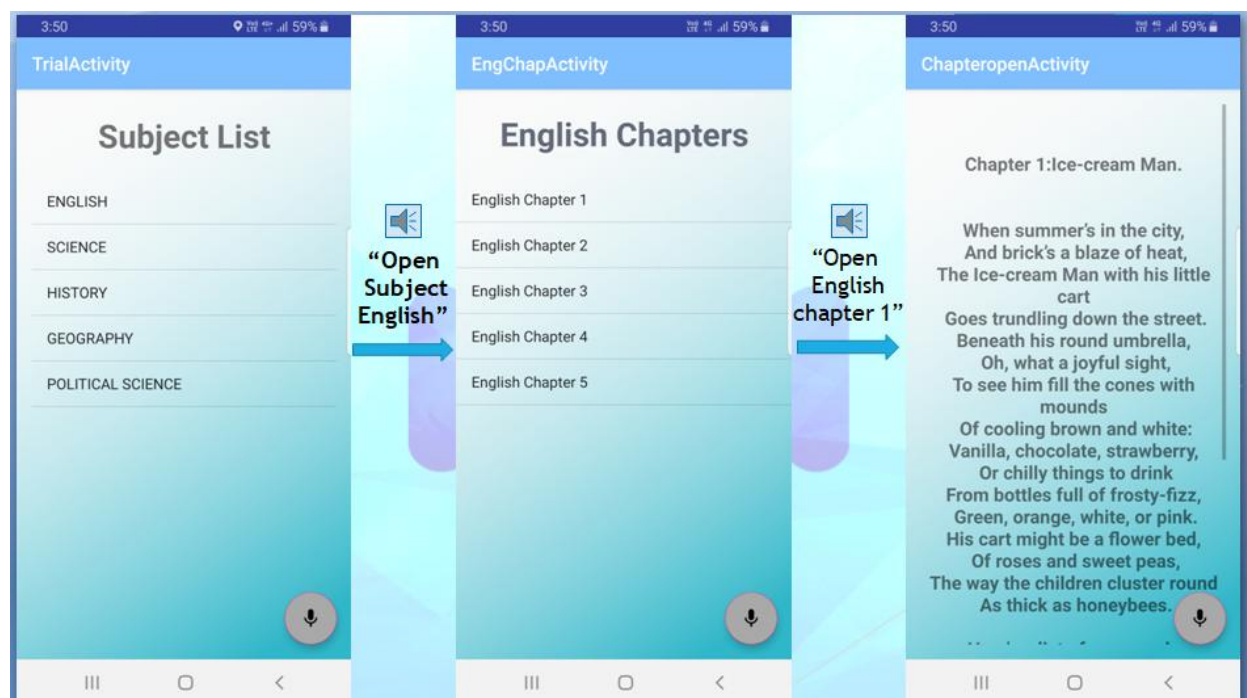 3:50
59%
TrialActivity
Subject List
ENGLISH
SCIENCE
HISTORY
GEOGRAPHY
POLITICAL SCIENCE
“Open
Subject
English”
3:50
59%
EngChapActivity
English Chapters
English Chapter 1
English Chapter 2
English Chapter 3
English Chapter 4
English Chapter 5
“Open
English
chapter 1”
3:50
59%
ChapteropenActivity
Chapter 1:Ice-cream Man.
When summer's in the city,
And brick's a blaze of heat,
The Ice-cream Man with his little
cart
Goes trundling down the street.
Beneath his round umbrella,
Oh, what a joyful sight,
To see him fill the cones with
mounds
Of cooling brown and white:
Vanilla, chocolate, strawberry,
Or chilly things to drink
From bottles full of frosty-fizz,
Green, orange, white, or pink.
His cart might be a flower bed,
Of roses and sweet peas,
The way the children cluster round
As thick as honeybees.